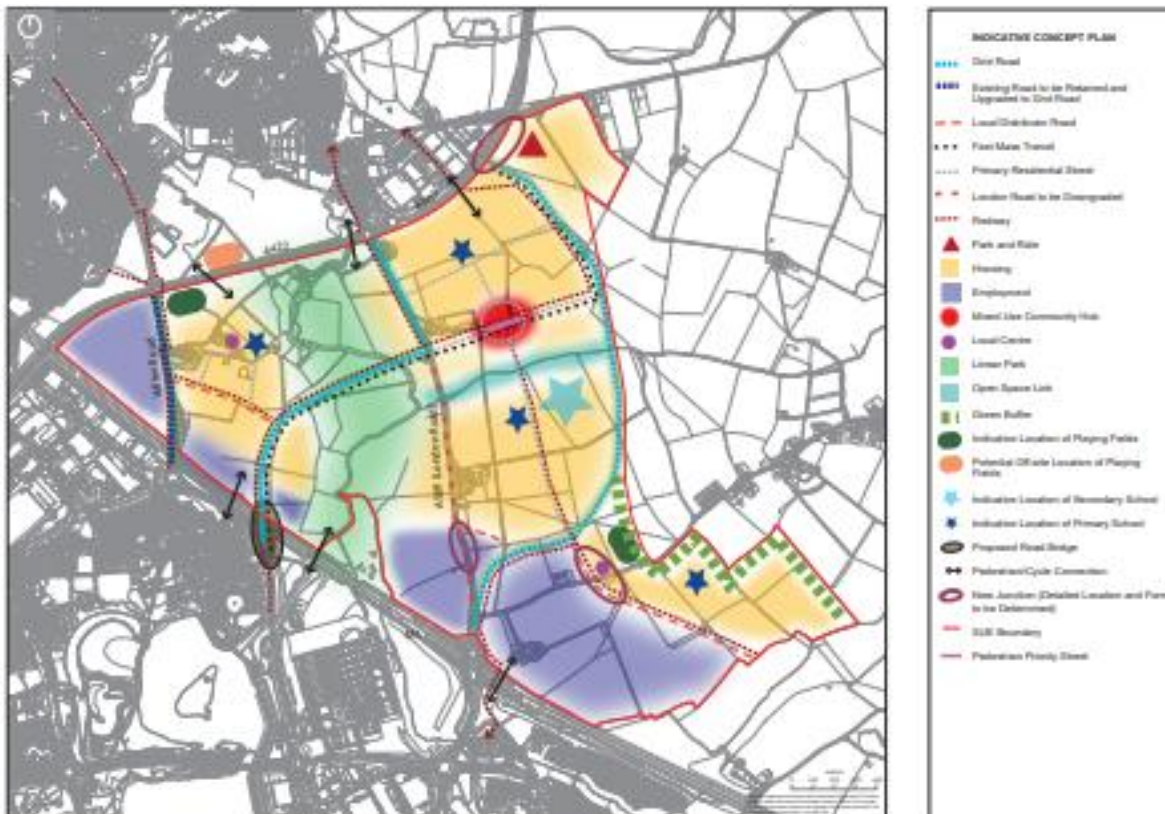 INDICATIVE CONCEPT PLAN
Grid Road
Existing Road to be Retained and
Upgraded to Grid Road
Local Distributor Road
Fast Mass Transit
Primary Residential Street
London Road to be Downgraded
Redway
Park and Ride
Housing
Employment
Mixed Use Community Hub
Local Centre
Linear Park
Open Space Link
Green Buffer
Indicative Location of Playing Fields
Potential Off-site Location of Playing
Fields
Indicative Location of Secondary School
Indicative Location of Primary School
Proposed Road Bridge
Pedestrian/Cycle Connection
New Junction (Detailed Location and Form
to be Determined)
SUE Boundary
Pedestrian Priority Street
A421